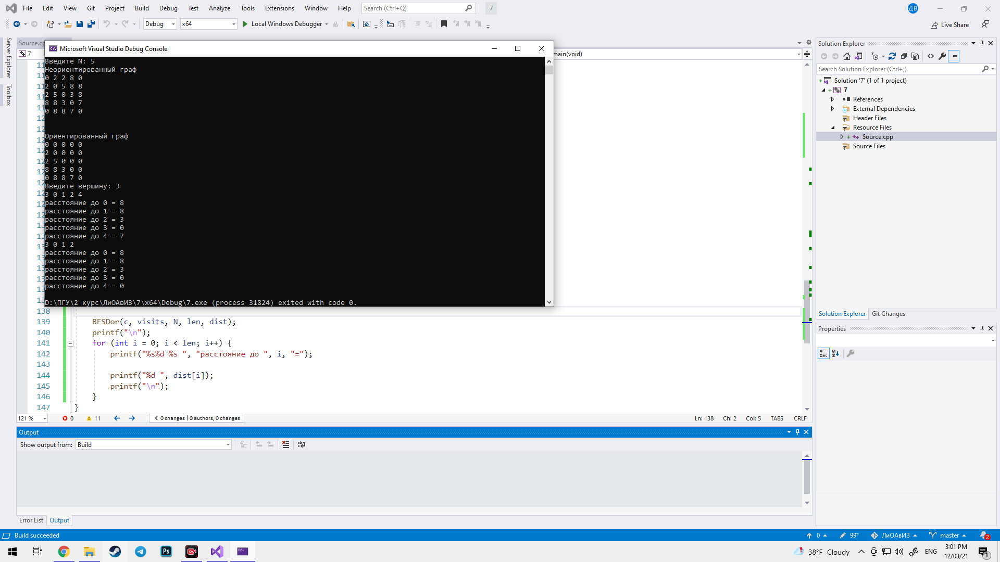 File Edit View Git Project Build Debug Test Analyze Tools Extensions Window Help Search (Ctrl+Q) 7 ДВ
Debug x64 Local Windows Debugger Live Share
Server Explorer
Toolbox
Microsoft Visual Studio Debug Console
7
main(void)
Введите N: 5
Неориентированный граф
0 2 2 8 0
2 0 5 8 8
2 5 0 3 8
8 8 3 0 7
0 8 8 7 0
Ориентированный граф
0 0 0 0 0
2 0 0 0 0
2 5 0 0 0
8 8 3 0 0
0 8 8 7 0
Введите вершину: 3
3 0 1 2 4
расстояние до 0 = 8
расстояние до 1 = 8
расстояние до 2 = 3
расстояние до 3 = 0
расстояние до 4 = 7
3 0 1 2
расстояние до 0 = 8
расстояние до 1 = 8
расстояние до 2 = 3
расстояние до 3 = 0
расстояние до 4 = 0
D:\ПГУ\2 курс\ЛиОАвИЗ\7\x64\Debug\7.exe (process 31824) exited with code 0.
138
139 BFSDor(c, visits, N, len, dist);
140 printf("\n");
141 for (int i = 0; i < len; i++) {
142 printf("%s%d %s ", "расстояние до ", i, "=");
143
144 printf("%d ", dist[i]);
145 printf("\n");
146 }
147 }
121 % 0 11 0 changes | 0 authors, 0 changes Ln: 138 Ch: 2 Col: 5 TABS CRLF
Output
Show output from: Build
Error List Output
Solution Explorer
Search Solution Explorer (Ctrl+;)
Solution '7' (1 of 1 project)
7
References
External Dependencies
Header Files
Resource Files
Source.cpp
Source Files
Solution Explorer Git Changes
Properties
Build succeeded 0 99* ЛиОАвИЗ master 2
38°F Cloudy ENG 3:01 PM
12/03/21 1